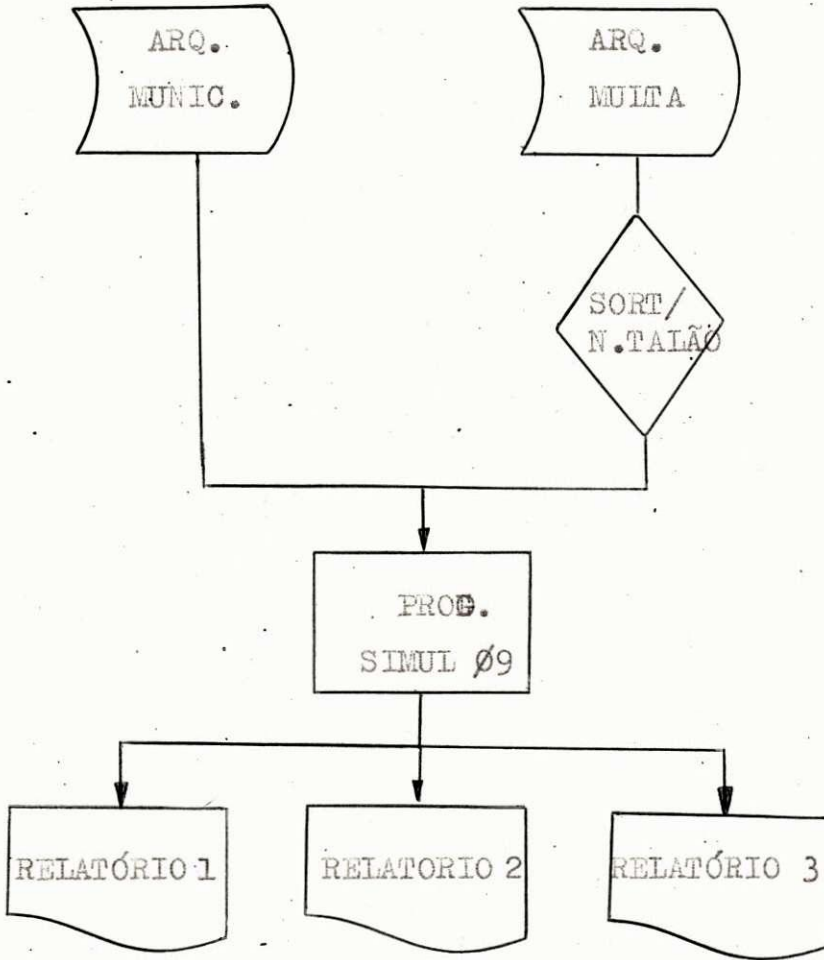 ARQ.
MUNIC.
ARQ.
MULTA
SORT/
N.TALÃO
PROG.
SIMUL Ø9
RELATÓRIO 1
RELATORIO 2
RELATÓRIO 3